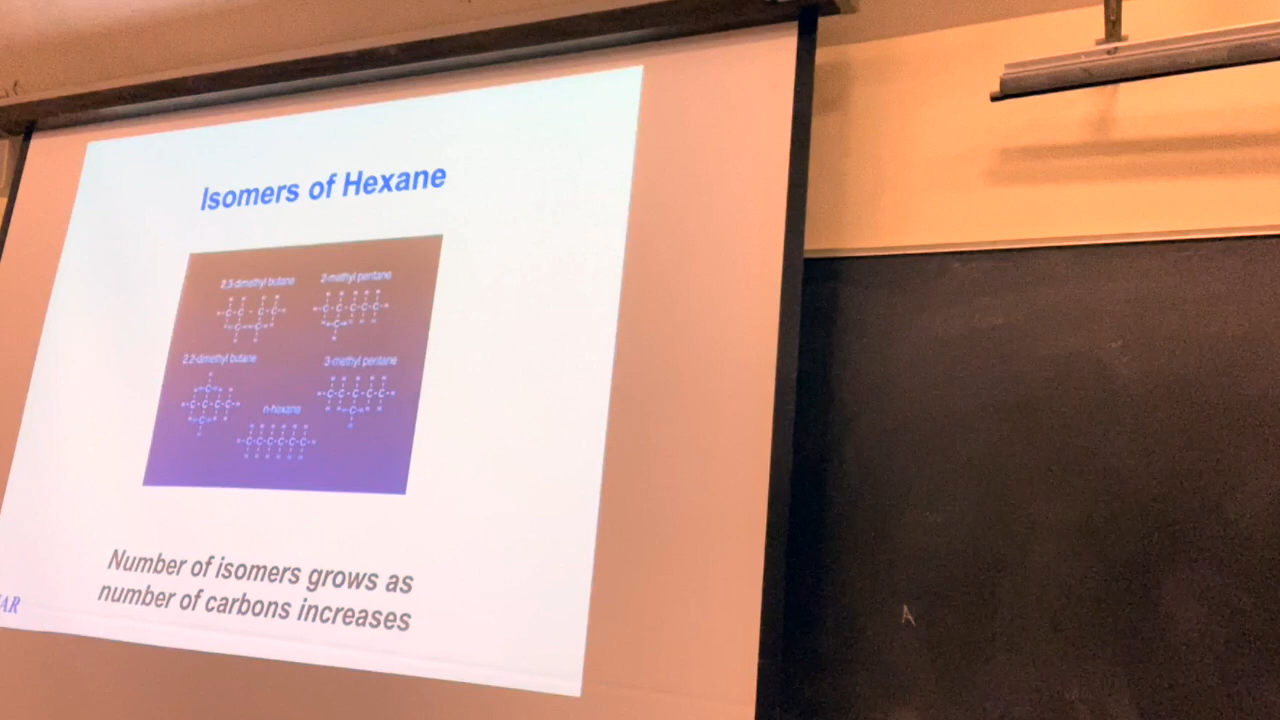 Isomers of Hexane
2,3-dimethyl butane
2-methyl pentane
2,2-dimethyl butane
3-methyl pentane
n-hexane
Number of isomers grows as
number of carbons increases
AR
A